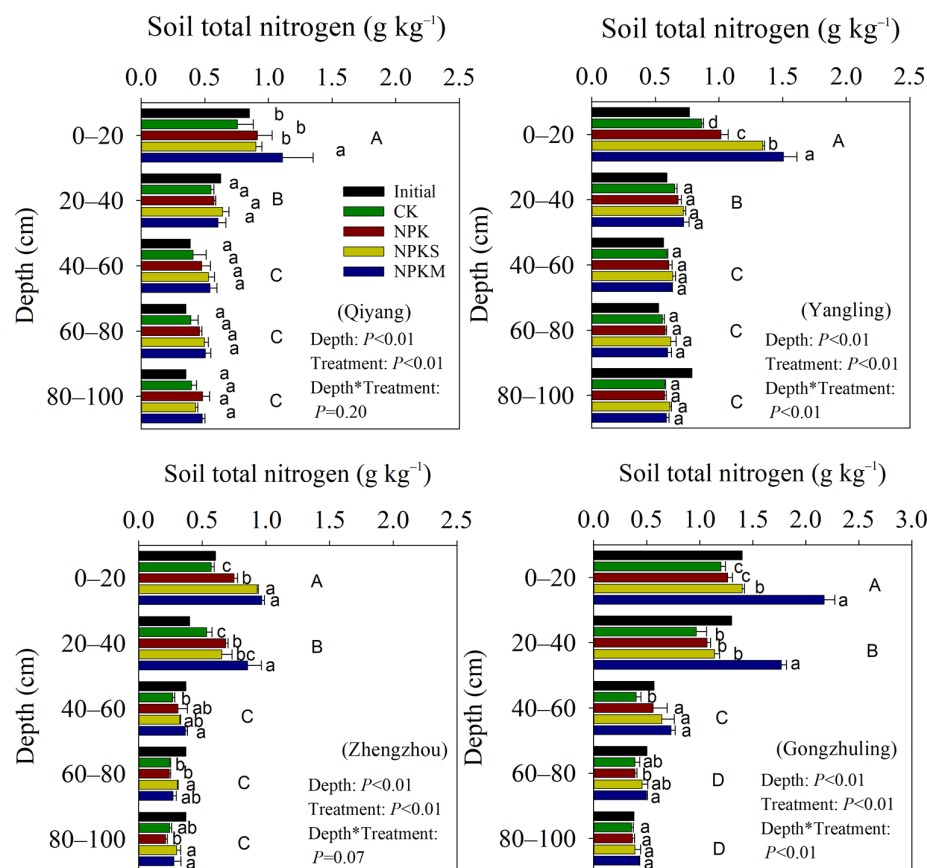 Soil total nitrogen (g kg⁻¹)
0.0 0.5 1.0 1.5 2.0 2.5
Depth (cm)
0–20
b
b
b
a
A
20–40
a
a
a
a
B
40–60
a
a
a
a
C
60–80
a
a
a
a
C
80–100
a
a
a
a
C
Initial
CK
NPK
NPKS
NPKM
(Qiyang)
Depth: P<0.01
Treatment: P<0.01
Depth*Treatment:
P=0.20
Soil total nitrogen (g kg⁻¹)
0.0 0.5 1.0 1.5 2.0 2.5
Depth (cm)
0–20
d
c
b
a
A
20–40
a
a
a
a
B
40–60
a
a
a
a
C
60–80
a
a
a
a
C
80–100
a
a
a
a
C
(Yangling)
Depth: P<0.01
Treatment: P<0.01
Depth*Treatment:
P<0.01
Soil total nitrogen (g kg⁻¹)
0.0 0.5 1.0 1.5 2.0 2.5
Depth (cm)
0–20
c
b
a
a
A
20–40
c
b
bc
a
B
40–60
b
ab
ab
a
C
60–80
b
b
a
ab
C
80–100
ab
b
a
a
C
(Zhengzhou)
Depth: P<0.01
Treatment: P<0.01
Depth*Treatment:
P=0.07
Soil total nitrogen (g kg⁻¹)
0.0 0.5 1.0 1.5 2.0 2.5 3.0
Depth (cm)
0–20
c
c
b
a
A
20–40
b
b
b
a
B
40–60
b
a
a
a
C
60–80
ab
b
ab
a
D
80–100
a
a
a
a
D
(Gongzhuling)
Depth: P<0.01
Treatment: P<0.01
Depth*Treatment:
P<0.01